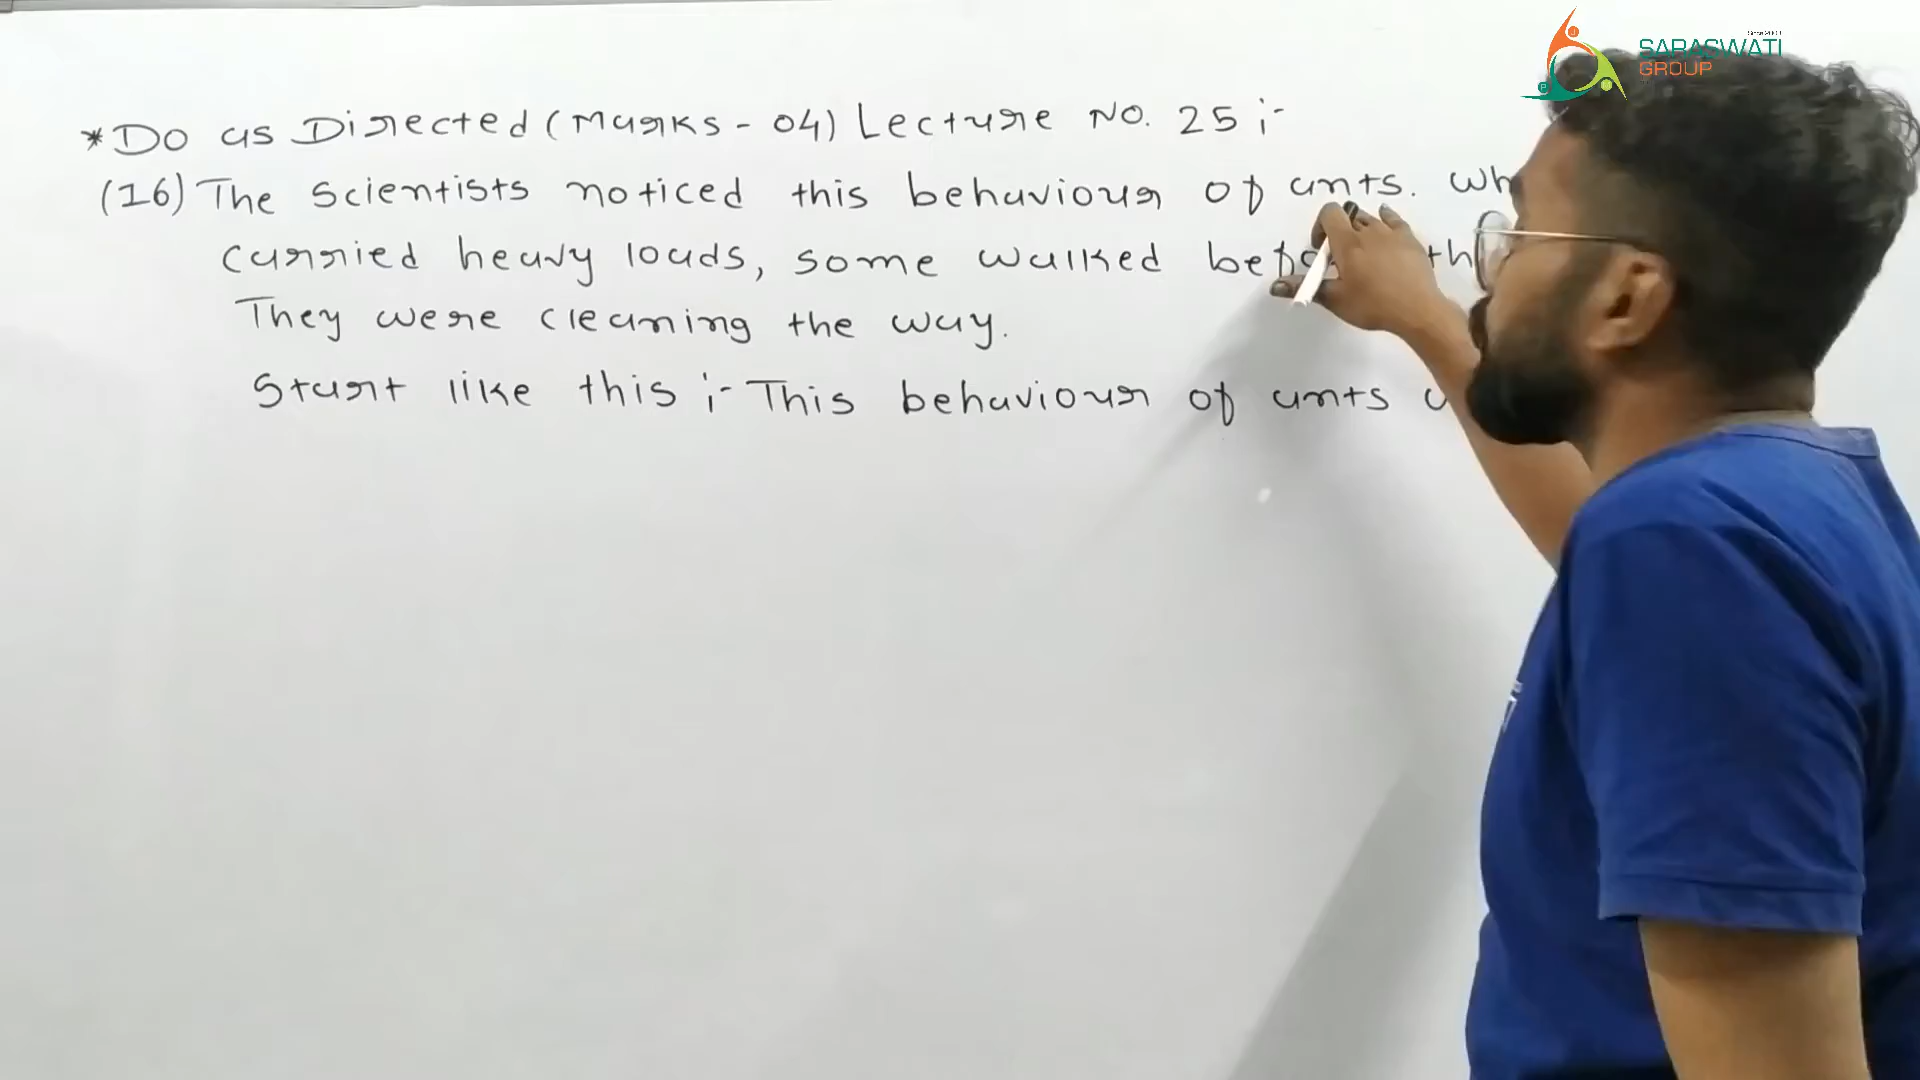 SARASWATI
GROUP
*Do as Directed (Marks - 04) Lecture No. 25 :-
(16) The Scientists noticed this behaviour of ants.
carried heavy loads, some walked
They were cleaning the way.
Start like this :- This behaviour of ants